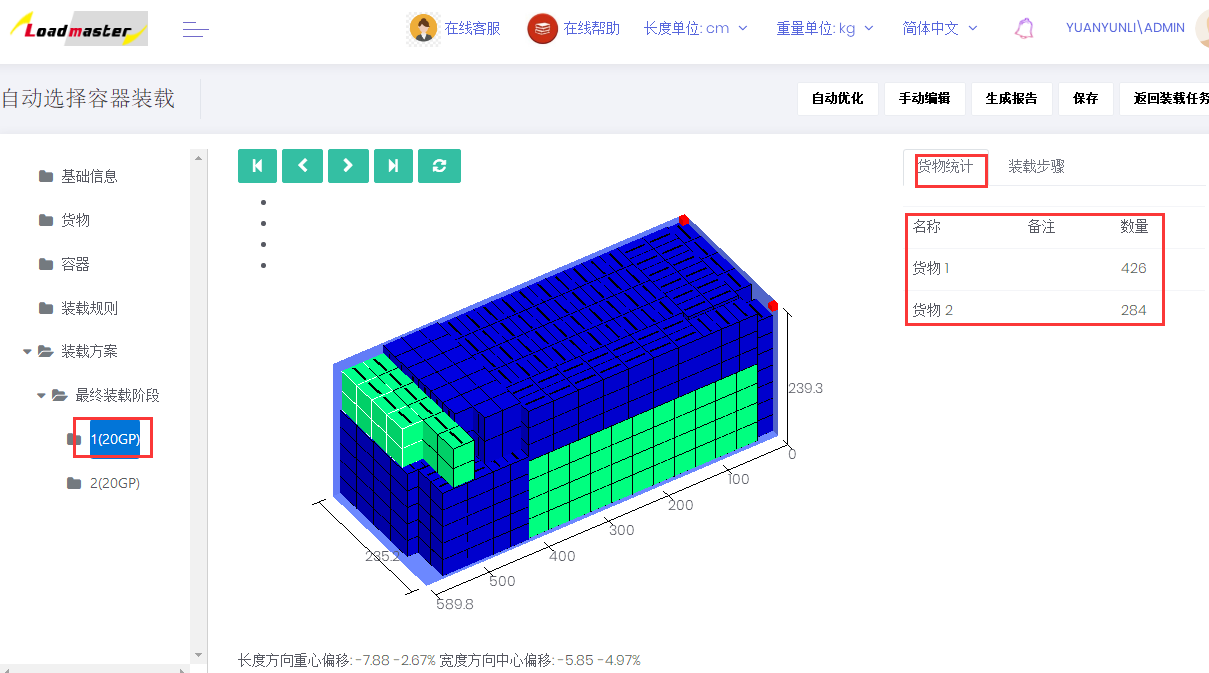 Loadmaster
在线客服
在线帮助
长度单位: cm
重量单位: kg
简体中文
YUANYUNLI\ADMIN
自动选择容器装载
自动优化
手动编辑
生成报告
保存
返回装载任务
基础信息
货物
容器
装载规则
装载方案
最终装载阶段
1(20GP)
2(20GP)
239.3
0
100
200
300
400
500
589.8
235.2
长度方向重心偏移: -7.88 -2.67% 宽度方向中心偏移: -5.85 -4.97%
货物统计
装载步骤
名称 备注 数量
货物 1 426
货物 2 284